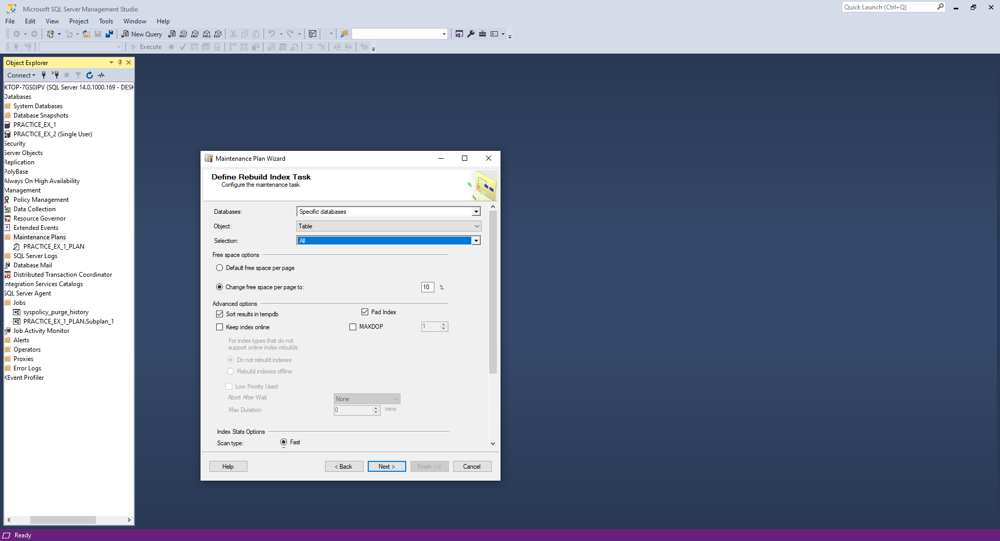 Microsoft SQL Server Management Studio
Quick Launch (Ctrl+Q)
File Edit View Project Tools Window Help
New Query MDX DMX XMLA DAX
Execute
Object Explorer
Connect
KTOP-7GS0JPV (SQL Server 14.0.1000.169 - DESK
Databases
System Databases
Database Snapshots
PRACTICE_EX_1
PRACTICE_EX_2 (Single User)
Security
Server Objects
Replication
PolyBase
Always On High Availability
Management
Policy Management
Data Collection
Resource Governor
Extended Events
Maintenance Plans
PRACTICE_EX_1_PLAN
SQL Server Logs
Database Mail
Distributed Transaction Coordinator
Integration Services Catalogs
SQL Server Agent
Jobs
syspolicy_purge_history
PRACTICE_EX_1_PLAN.Subplan_1
Job Activity Monitor
Alerts
Operators
Proxies
Error Logs
XEvent Profiler
Maintenance Plan Wizard
Define Rebuild Index Task
Configure the maintenance task.
Databases: Specific databases
Object: Table
Selection: All
Free space options
Default free space per page
Change free space per page to: 10 %
Advanced options
Sort results in tempdb Pad Index
Keep index online MAXDOP 1
For index types that do not
support online index rebuilds
Do not rebuild indexes
Rebuild indexes offline
Low Priority Used
Abort After Wait None
Max Duration 0 mins
Index Stats Options
Scan type: Fast
Help < Back Next > Finish >>| Cancel
Ready